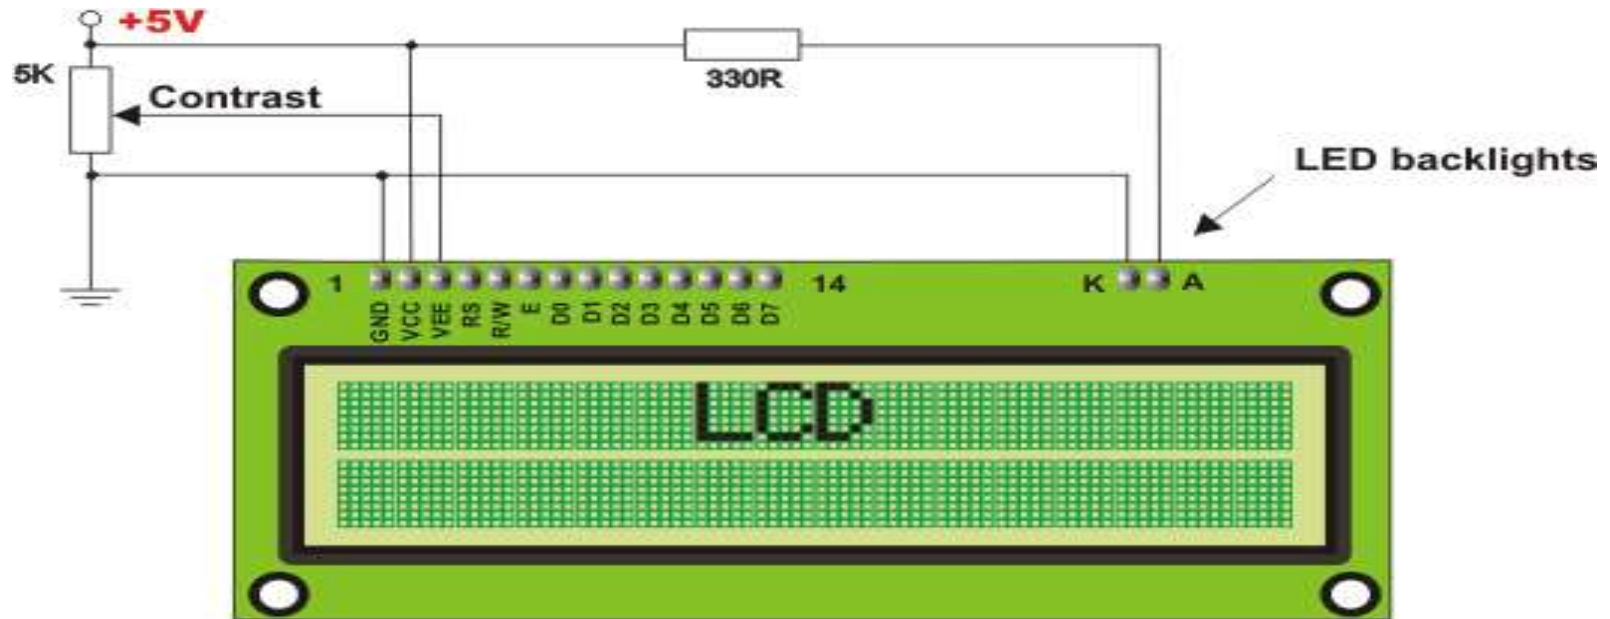 +5V
5K
Contrast
330R
LED backlights
1
14
K
A
GND
VCC
VEE
RS
R/W
E
D0
D1
D2
D3
D4
D5
D6
D7
LCD